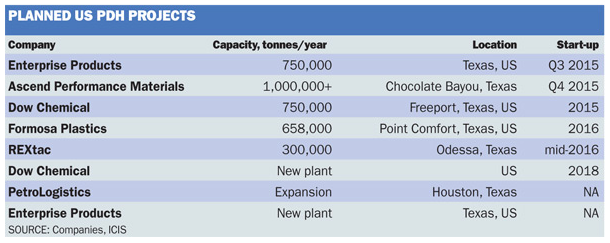 PLANNED US PDH PROJECTS
Company Capacity, tonnes/year Location Start-up
Enterprise Products 750,000 Texas, US Q3 2015
Ascend Performance Materials 1,000,000+ Chocolate Bayou, Texas Q4 2015
Dow Chemical 750,000 Freeport, Texas, US 2015
Formosa Plastics 658,000 Point Comfort, Texas, US 2016
REXtac 300,000 Odessa, Texas mid-2016
Dow Chemical New plant US 2018
PetroLogistics Expansion Houston, Texas NA
Enterprise Products New plant Texas, US NA
SOURCE: Companies, ICIS